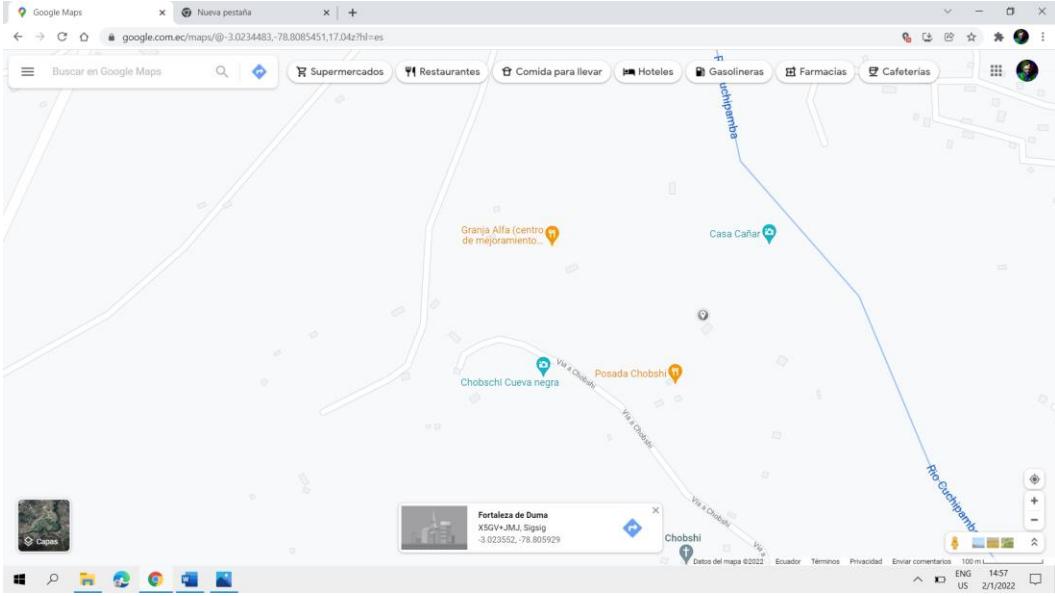 Google Maps
Nueva pestaña
google.com.ec/maps/@-3.0234483,-78.8085451,17.04z?hl=es
Buscar en Google Maps
Supermercados
Restaurantes
Comida para llevar
Hoteles
Gasolineras
Farmacias
Cafeterías
uchipamba
Granja Alfa (centro
de mejoramiento...
Casa Cañar
Vía a Chobshi
Posada Chobshi
Chobschi Cueva negra
Vía a Chobshi
Rio Cuchipamba
Vía a Chobshi
Vía a
Chobshi
Capas
Fortaleza de Duma
X5GV+JMJ, Sigsig
-3.023552, -78.805929
Datos del mapa ©2022
Ecuador
Términos
Privacidad
Enviar comentarios
100 m
ENG
US
14:57
2/1/2022